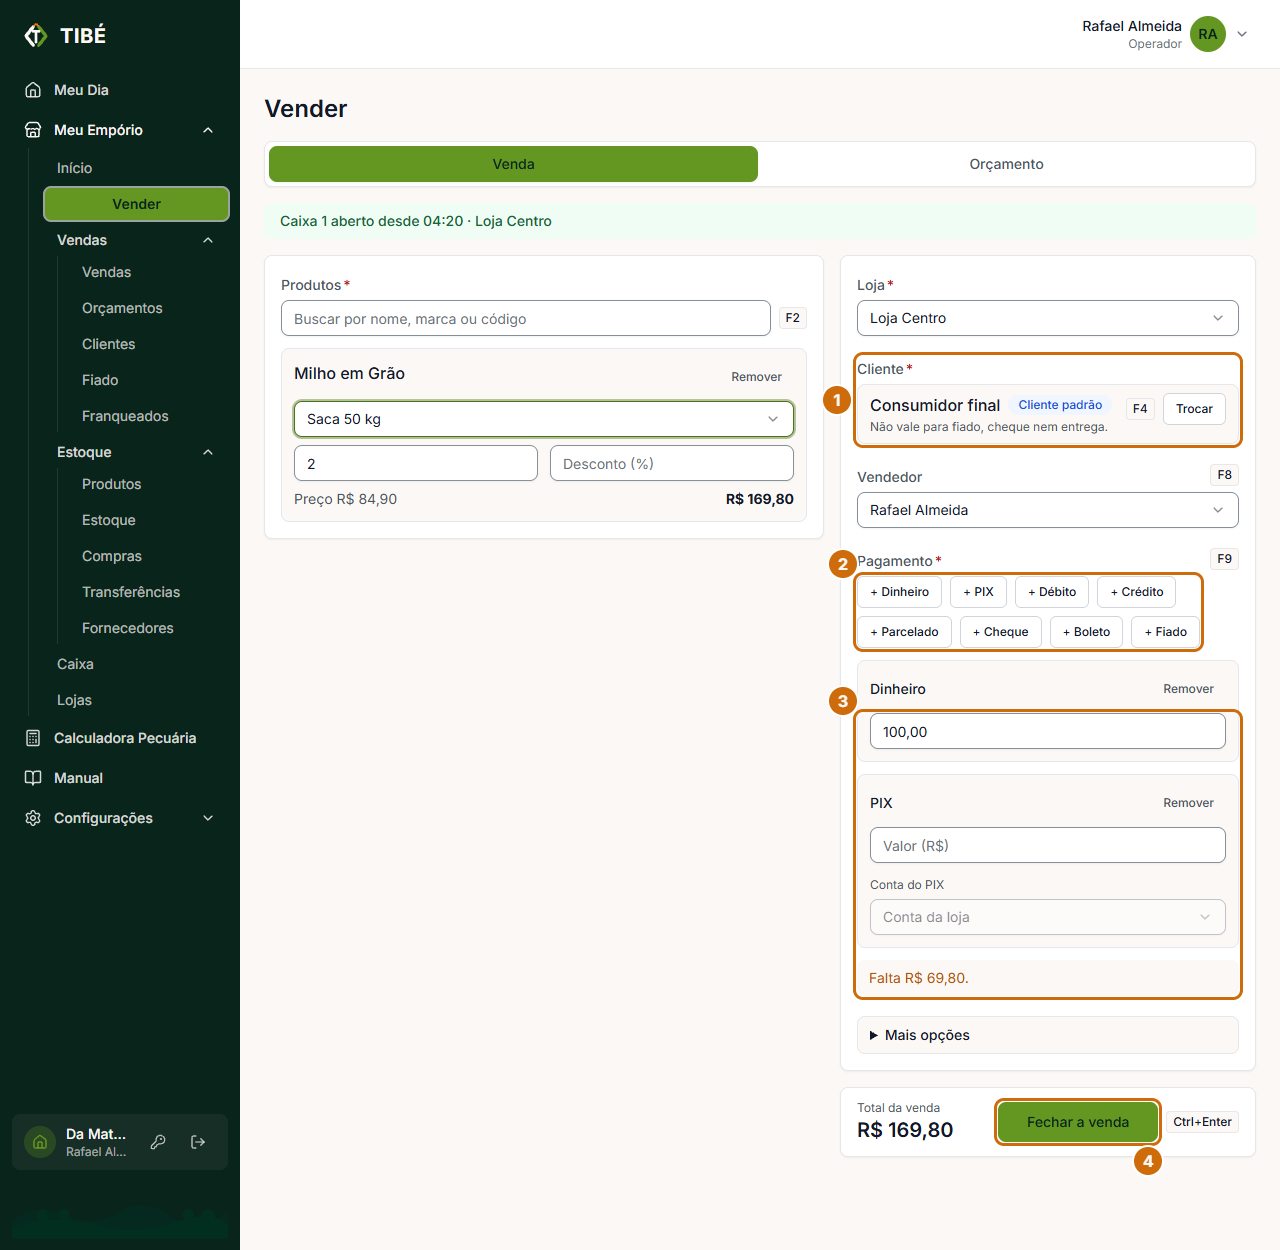 TIBÉ
Meu Dia
Meu Empório
Início
Vender
Vendas
Vendas
Orçamentos
Clientes
Fiado
Franqueados
Estoque
Produtos
Estoque
Compras
Transferências
Fornecedores
Caixa
Lojas
Calculadora Pecuária
Manual
Configurações
Da Mat...
Rafael Al...
Rafael Almeida
Operador
RA
Vender
Venda
Orçamento
Caixa 1 aberto desde 04:20 · Loja Centro
Produtos*
Buscar por nome, marca ou código
F2
Milho em Grão
Remover
Saca 50 kg
2
Desconto (%)
Preço R$ 84,90
R$ 169,80
Loja*
Loja Centro
1
Cliente*
Consumidor final
Cliente padrão
F4
Trocar
Não vale para fiado, cheque nem entrega.
Vendedor
F8
Rafael Almeida
2
Pagamento*
F9
+ Dinheiro
+ PIX
+ Débito
+ Crédito
+ Parcelado
+ Cheque
+ Boleto
+ Fiado
3
Dinheiro
Remover
100,00
PIX
Remover
Valor (R$)
Conta do PIX
Conta da loja
Falta R$ 69,80.
Mais opções
Total da venda
R$ 169,80
Fechar a venda
Ctrl+Enter
4